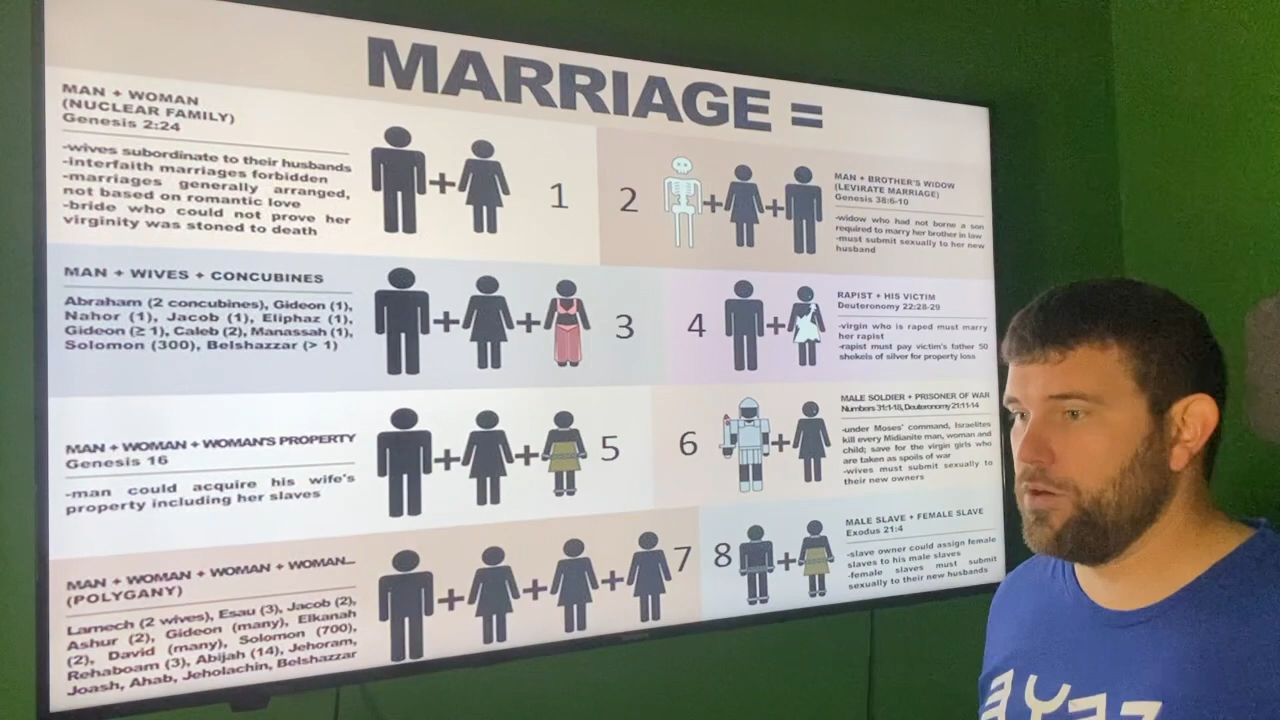 MARRIAGE =
MAN + WOMAN
(NUCLEAR FAMILY)
Genesis 2:24
-wives subordinate to their husbands
-interfaith marriages forbidden
-marriages generally arranged,
not based on romantic love
-bride who could not prove her
virginity was stoned to death
+
1
2
+ +
MAN + BROTHER'S WIDOW
(LEVIRATE MARRIAGE)
Genesis 38:6-10
-widow who had not borne a son
required to marry her brother in law
-must submit sexually to her new
husband
MAN + WIVES + CONCUBINES
Abraham (2 concubines), Gideon (1),
Nahor (1), Jacob (1), Eliphaz (1),
Gideon (≥ 1), Caleb (2), Manassah (1),
Solomon (300), Belshazzar (> 1)
+ +
3
4
+
RAPIST + HIS VICTIM
Deuteronomy 22:28-29
-virgin who is raped must marry
her rapist
-rapist must pay victim's father 50
shekels of silver for property loss
MAN + WOMAN + WOMAN'S PROPERTY
Genesis 16
-man could acquire his wife's
property including her slaves
+ +
5
6
+
MALE SOLDIER + PRISONER OF WAR
Numbers 31:1-18, Deuteronomy 21:11-14
-under Moses' command, Israelites
kill every Midianite man, woman and
child; save for the virgin girls who
are taken as spoils of war
-wives must submit sexually to
their new owners
MAN + WOMAN + WOMAN + WOMAN...
(POLYGANY)
Lamech (2 wives), Esau (3), Jacob (2),
Ashur (2), Gideon (many), Elkanah
(2), David (many), Solomon (700),
Rehaboam (3), Abijah (14), Jehoram,
Joash, Ahab, Jeholachin, Belshazzar
+ + +
7
8
+
MALE SLAVE + FEMALE SLAVE
Exodus 21:4
-slave owner could assign female
slaves to his male slaves
-female slaves must submit
sexually to their new husbands